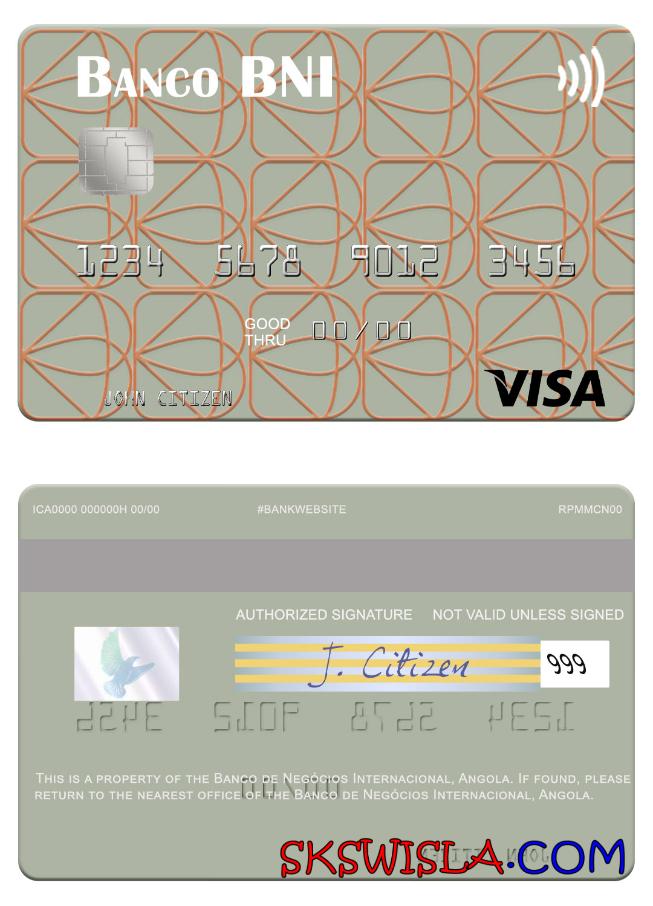 BANCO BNI
1234 5678 9012 3456
GOOD
THRU 00/00
JOHN CITIZEN
VISA
ICA0000 000000H 00/00 #BANKWEBSITE RPMMCN00
AUTHORIZED SIGNATURE NOT VALID UNLESS SIGNED
J. Citizen 999
THIS IS A PROPERTY OF THE BANCO DE NEGÓCIOS INTERNACIONAL, ANGOLA. IF FOUND, PLEASE
RETURN TO THE NEAREST OFFICE OF THE BANCO DE NEGÓCIOS INTERNACIONAL, ANGOLA.
SKSWISLA.COM